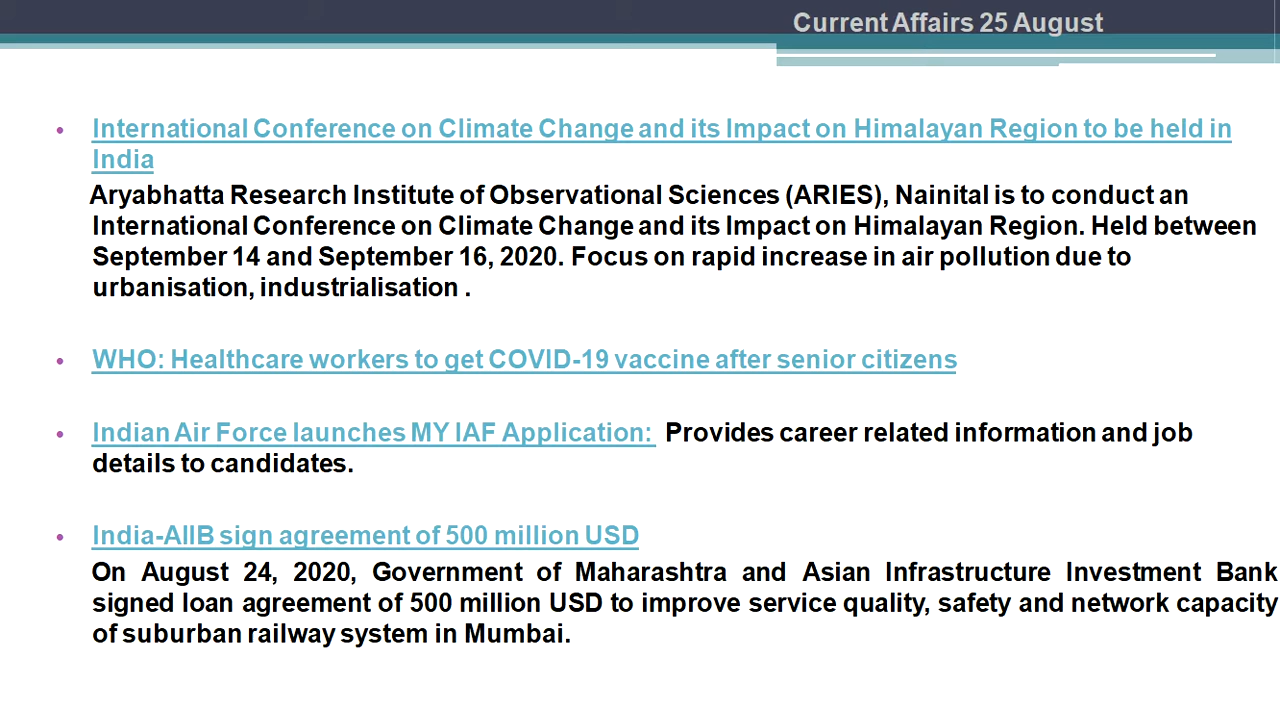 Current Affairs 25 August
• International Conference on Climate Change and its Impact on Himalayan Region to be held in
India
Aryabhatta Research Institute of Observational Sciences (ARIES), Nainital is to conduct an
International Conference on Climate Change and its Impact on Himalayan Region. Held between
September 14 and September 16, 2020. Focus on rapid increase in air pollution due to
urbanisation, industrialisation .
• WHO: Healthcare workers to get COVID-19 vaccine after senior citizens
• Indian Air Force launches MY IAF Application: Provides career related information and job
details to candidates.
• India-AIIB sign agreement of 500 million USD
On August 24, 2020, Government of Maharashtra and Asian Infrastructure Investment Bank
signed loan agreement of 500 million USD to improve service quality, safety and network capacity
of suburban railway system in Mumbai.